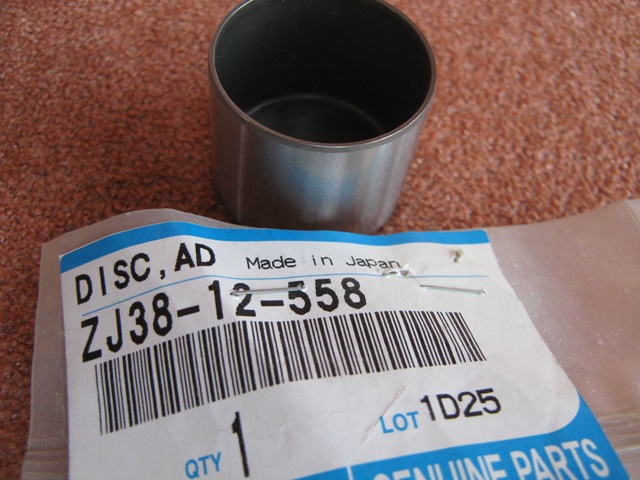 DISC, AD Made in Japan
ZJ38-12-558
QTY 1 LOT 1D25
GENUINE PARTS